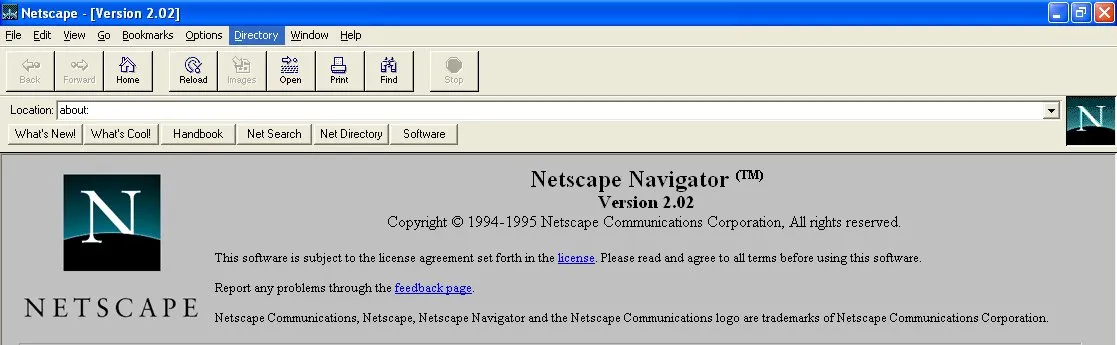 Netscape - [Version 2.02]
File Edit View Go Bookmarks Options Directory Window Help
Back Forward Home Reload Images Open Print Find Stop
Location: about:
N
What's New! What's Cool! Handbook Net Search Net Directory Software
N
NETSCAPE
Netscape Navigator (TM)
Version 2.02
Copyright © 1994-1995 Netscape Communications Corporation, All rights reserved.
This software is subject to the license agreement set forth in the license. Please read and agree to all terms before using this software.
Report any problems through the feedback page.
Netscape Communications, Netscape, Netscape Navigator and the Netscape Communications logo are trademarks of Netscape Communications Corporation.